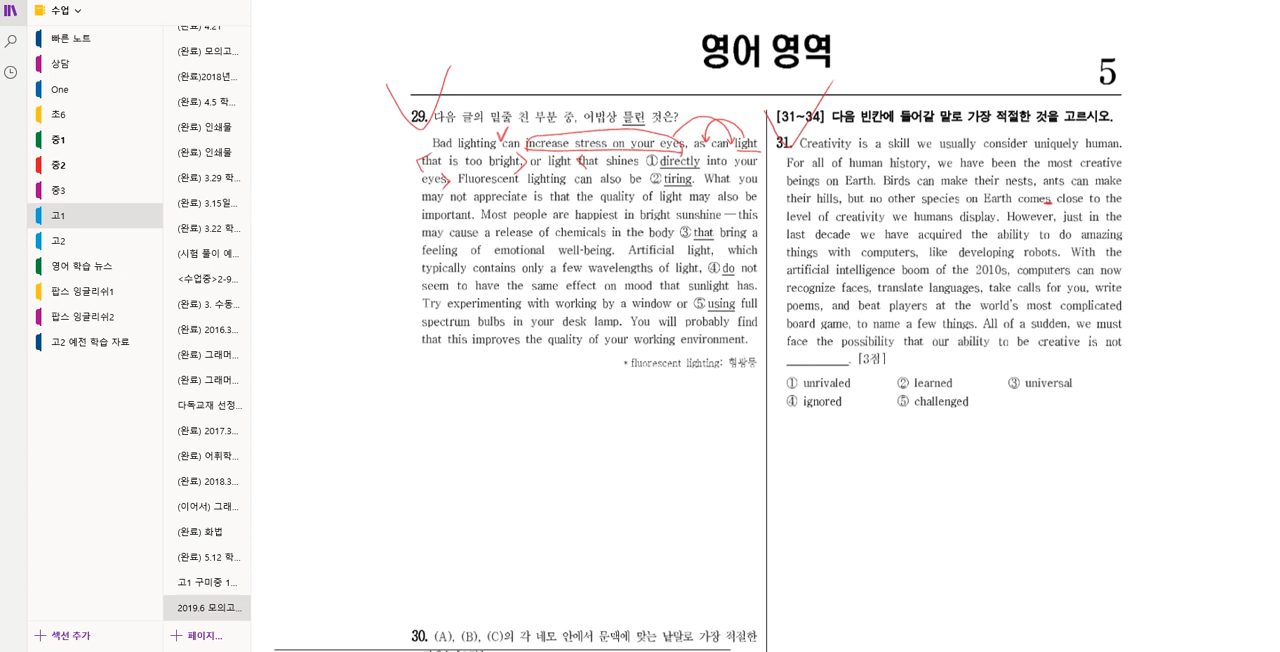 수업
빠른 노트
상담
One
초6
중1
중2
중3
고1
고2
영어 학습 뉴스
팝스 잉글리쉬1
팝스 잉글리쉬2
고2 예전 학습 자료
섹션 추가
(완료) 4.21
(완료) 모의고...
(완료)2018년...
(완료) 4.5 학...
(완료) 인쇄물
(완료) 인쇄물
(완료) 3.29 학...
(완료) 3.15일...
(완료) 3.22 학...
(시험 풀이 예...
<수업중>2-9...
(완료) 3. 수동...
(완료) 2016.3...
(완료) 그래머...
(완료) 그래머...
다독교재 선정...
(완료) 2017.3...
(완료) 어휘학...
(완료) 2018.3...
(이어서) 그래...
(완료) 화법
(완료) 5.12 학...
고1 구미중 1...
2019.6 모의고...
페이지...
영어 영역
5
29. 다음 글의 밑줄 친 부분 중, 어법상 틀린 것은?
Bad lighting can increase stress on your eyes, as can light
that is too bright, or light that shines ①directly into your
eyes. Fluorescent lighting can also be ②tiring. What you
may not appreciate is that the quality of light may also be
important. Most people are happiest in bright sunshine — this
may cause a release of chemicals in the body ③that bring a
feeling of emotional well-being. Artificial light, which
typically contains only a few wavelengths of light, ④do not
seem to have the same effect on mood that sunlight has.
Try experimenting with working by a window or ⑤using full
spectrum bulbs in your desk lamp. You will probably find
that this improves the quality of your working environment.
* fluorescent lighting: 형광등
30. (A), (B), (C)의 각 네모 안에서 문맥에 맞는 낱말로 가장 적절한
[31~34] 다음 빈칸에 들어갈 말로 가장 적절한 것을 고르시오.
31. Creativity is a skill we usually consider uniquely human.
For all of human history, we have been the most creative
beings on Earth. Birds can make their nests, ants can make
their hills, but no other species on Earth comes close to the
level of creativity we humans display. However, just in the
last decade we have acquired the ability to do amazing
things with computers, like developing robots. With the
artificial intelligence boom of the 2010s, computers can now
recognize faces, translate languages, take calls for you, write
poems, and beat players at the world's most complicated
board game, to name a few things. All of a sudden, we must
face the possibility that our ability to be creative is not
__________. [3점]
① unrivaled ② learned ③ universal
④ ignored ⑤ challenged